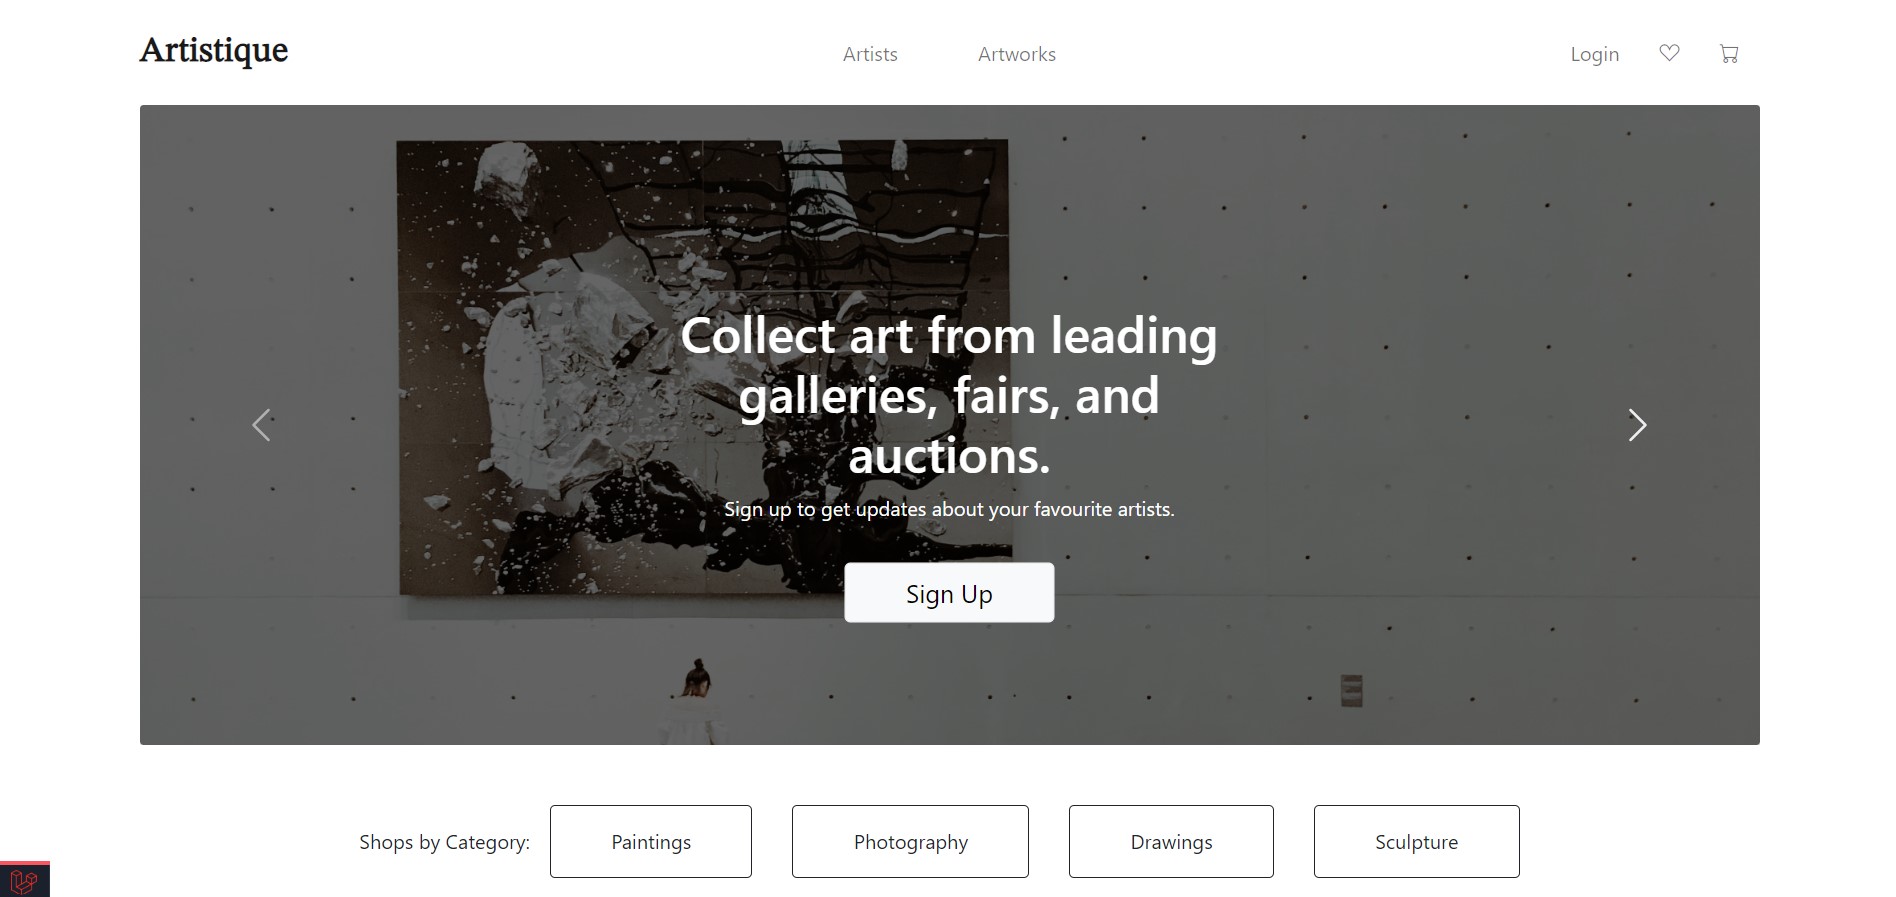 Artistique
Artists
Artworks
Login
Collect art from leading
galleries, fairs, and
auctions.
Sign up to get updates about your favourite artists.
Sign Up
Shops by Category:
Paintings
Photography
Drawings
Sculpture